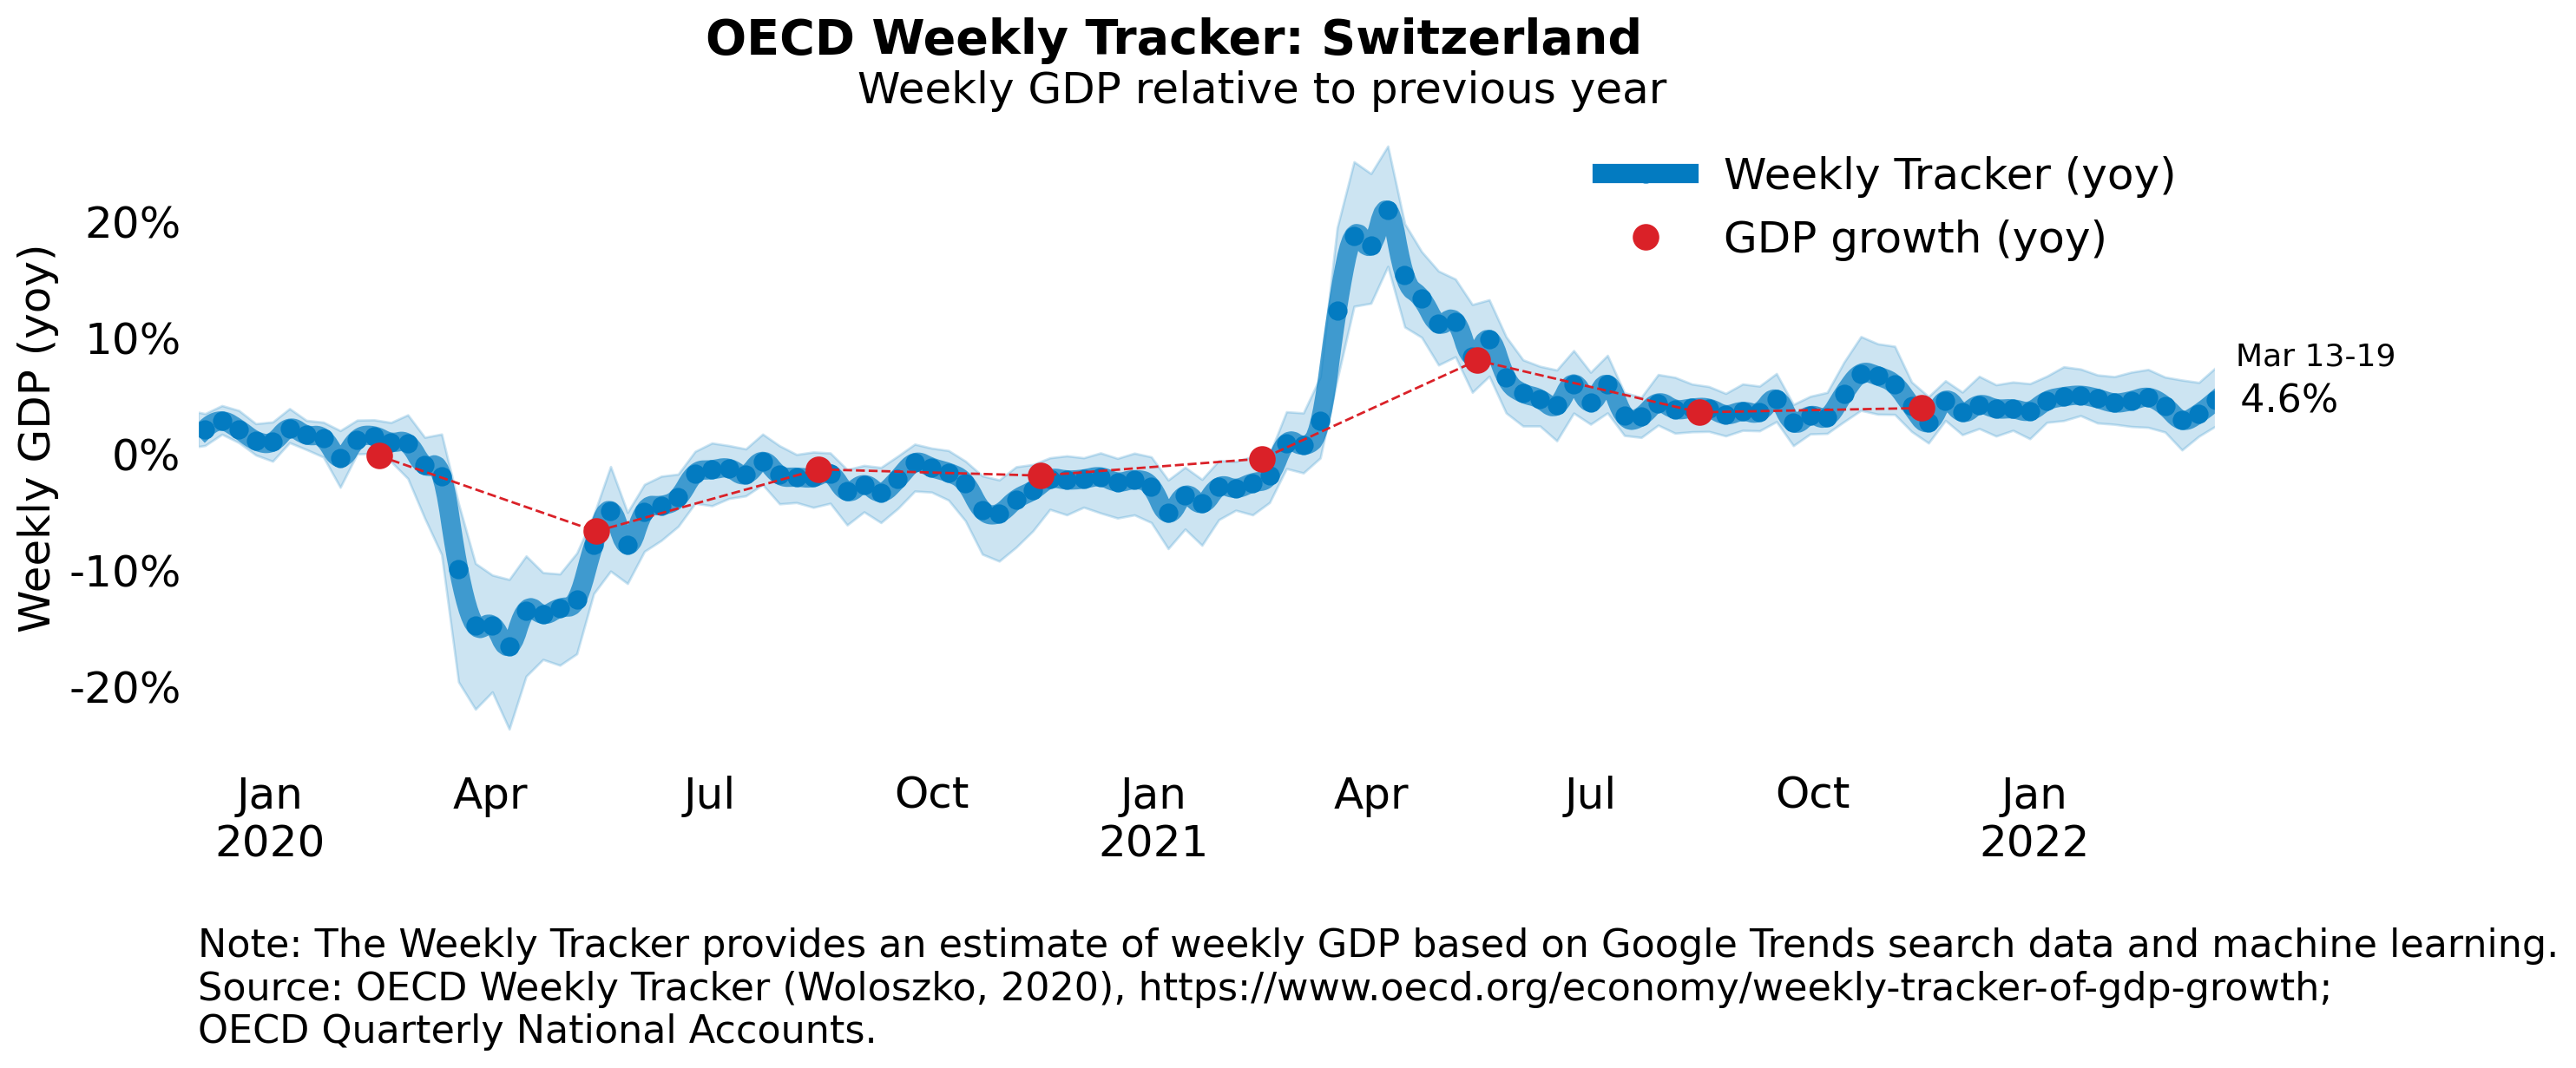 OECD Weekly Tracker: Switzerland
Weekly GDP relative to previous year
Weekly Tracker (yoy)
GDP growth (yoy)
Weekly GDP (yoy)
20%
10%
0%
-10%
-20%
Mar 13-19
4.6%
Jan Apr Jul Oct Jan Apr Jul Oct Jan
2020 2021 2022
Note: The Weekly Tracker provides an estimate of weekly GDP based on Google Trends search data and machine learning.
Source: OECD Weekly Tracker (Woloszko, 2020), https://www.oecd.org/economy/weekly-tracker-of-gdp-growth;
OECD Quarterly National Accounts.